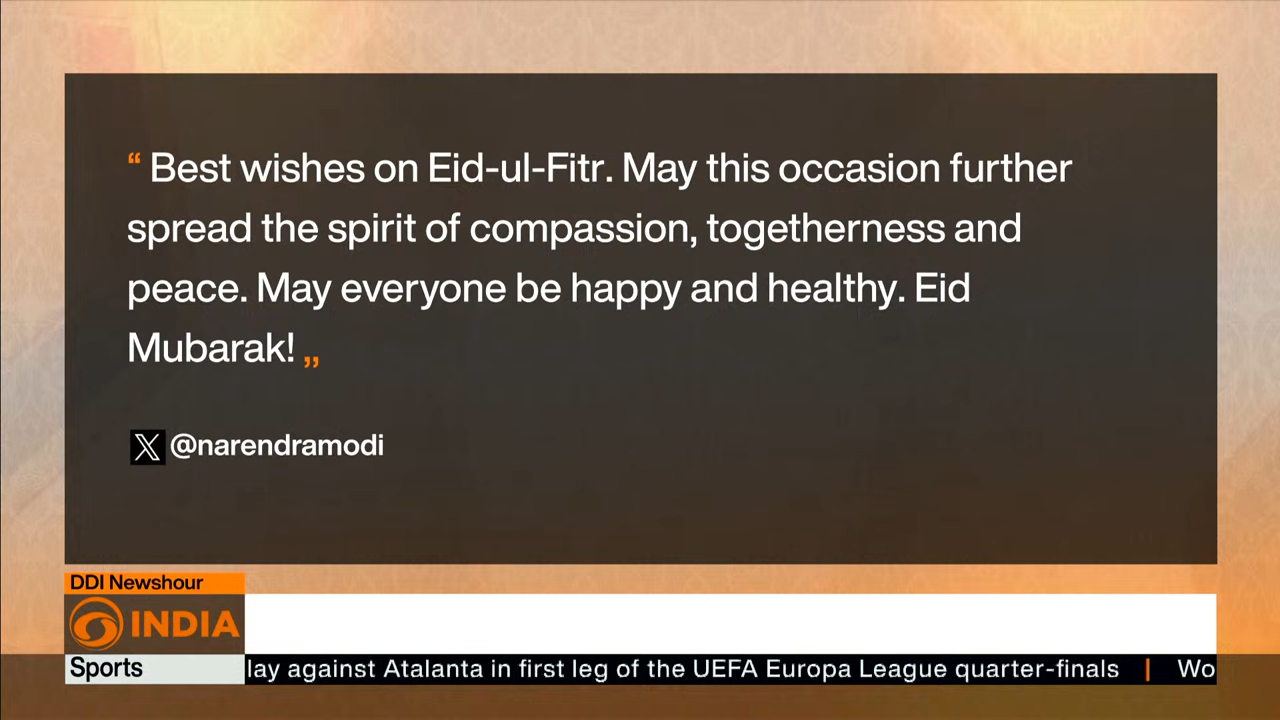 “ Best wishes on Eid-ul-Fitr. May this occasion further
spread the spirit of compassion, togetherness and
peace. May everyone be happy and healthy. Eid
Mubarak! „
X @narendramodi
DDI Newshour
INDIA
Sports
lay against Atalanta in first leg of the UEFA Europa League quarter-finals | Wo